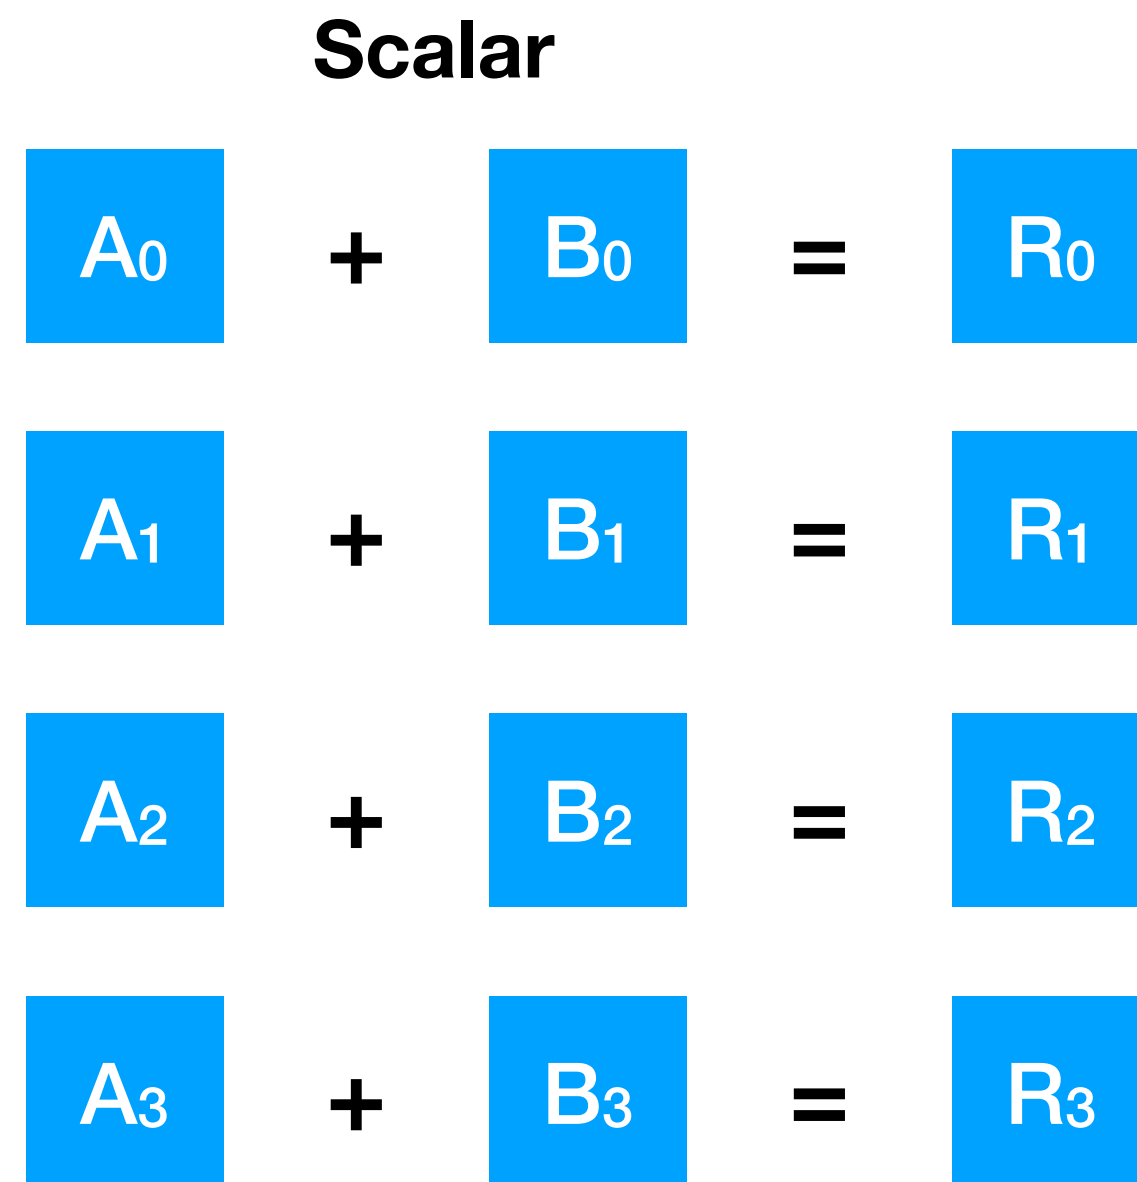 Scalar
A0 + B0 = R0
A1 + B1 = R1
A2 + B2 = R2
A3 + B3 = R3